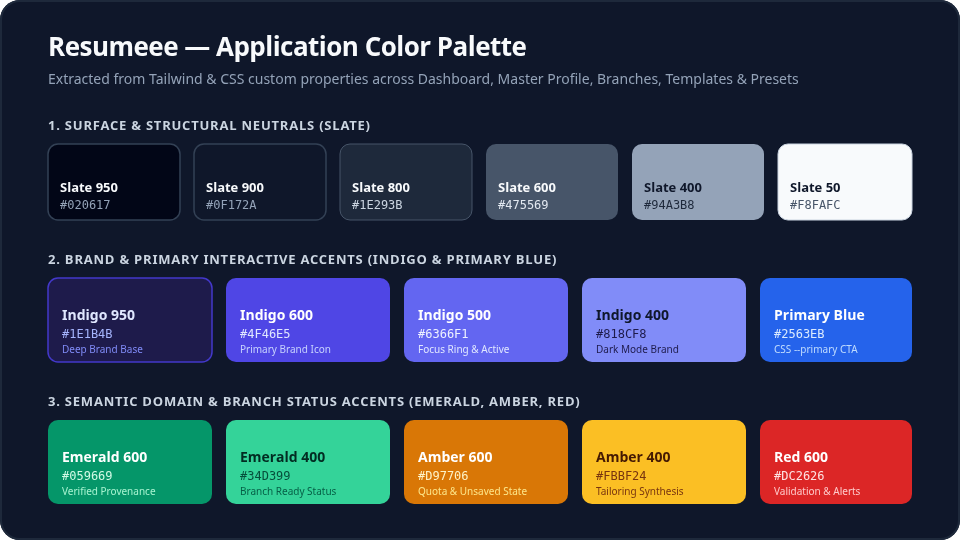 Resumeee — Application Color Palette
Extracted from Tailwind & CSS custom properties across Dashboard, Master Profile, Branches, Templates & Presets
1. SURFACE & STRUCTURAL NEUTRALS (SLATE)
Slate 950
#020617
Slate 900
#0F172A
Slate 800
#1E293B
Slate 600
#475569
Slate 400
#94A3B8
Slate 50
#F8FAFC
2. BRAND & PRIMARY INTERACTIVE ACCENTS (INDIGO & PRIMARY BLUE)
Indigo 950
#1E1B4B
Deep Brand Base
Indigo 600
#4F46E5
Primary Brand Icon
Indigo 500
#6366F1
Focus Ring & Active
Indigo 400
#818CF8
Dark Mode Brand
Primary Blue
#2563EB
CSS --primary CTA
3. SEMANTIC DOMAIN & BRANCH STATUS ACCENTS (EMERALD, AMBER, RED)
Emerald 600
#059669
Verified Provenance
Emerald 400
#34D399
Branch Ready Status
Amber 600
#D97706
Quota & Unsaved State
Amber 400
#FBBF24
Tailoring Synthesis
Red 600
#DC2626
Validation & Alerts